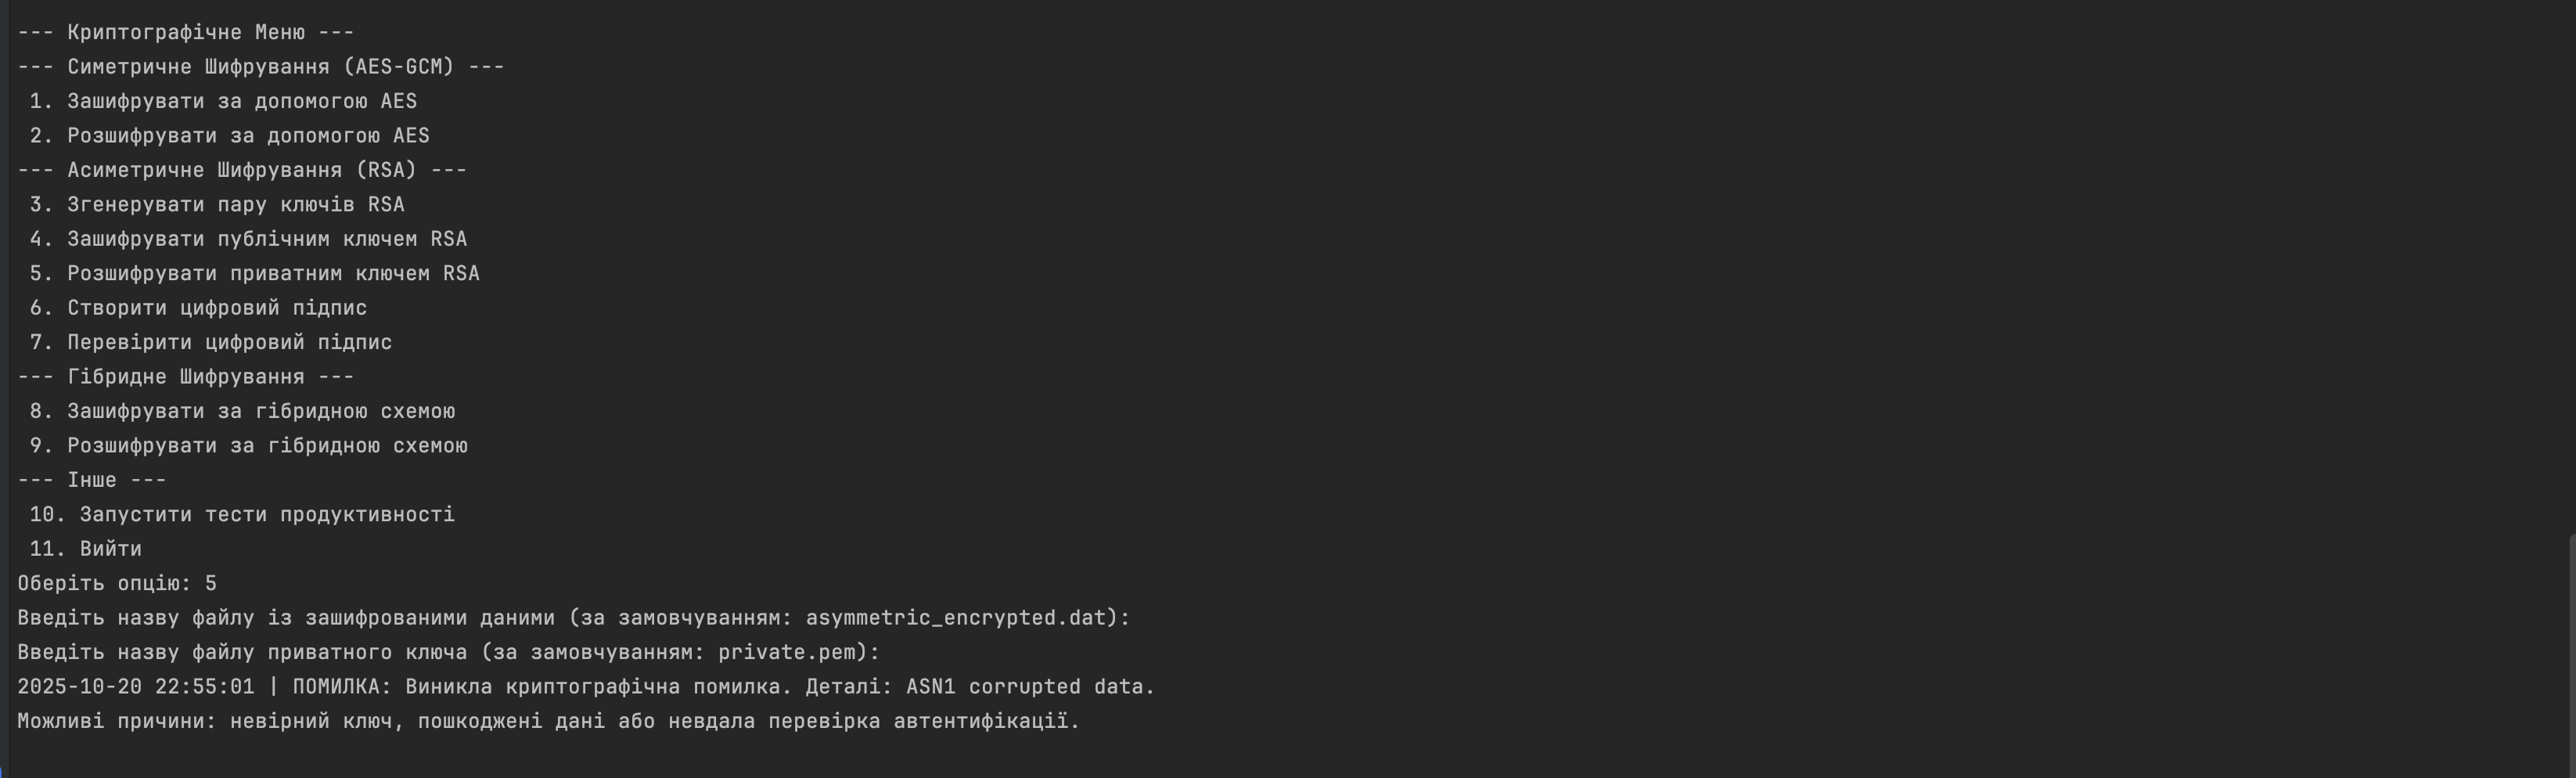 --- Криптографічне Меню ---
--- Симетричне Шифрування (AES-GCM) ---
1. Зашифрувати за допомогою AES
2. Розшифрувати за допомогою AES
--- Асиметричне Шифрування (RSA) ---
3. Згенерувати пару ключів RSA
4. Зашифрувати публічним ключем RSA
5. Розшифрувати приватним ключем RSA
6. Створити цифровий підпис
7. Перевірити цифровий підпис
--- Гібридне Шифрування ---
8. Зашифрувати за гібридною схемою
9. Розшифрувати за гібридною схемою
--- Інше ---
10. Запустити тести продуктивності
11. Вийти
Оберіть опцію: 5
Введіть назву файлу із зашифрованими даними (за замовчуванням: asymmetric_encrypted.dat):
Введіть назву файлу приватного ключа (за замовчуванням: private.pem):
2025-10-20 22:55:01 | ПОМИЛКА: Виникла криптографічна помилка. Деталі: ASN1 corrupted data.
Можливі причини: невірний ключ, пошкоджені дані або невдала перевірка автентифікації.